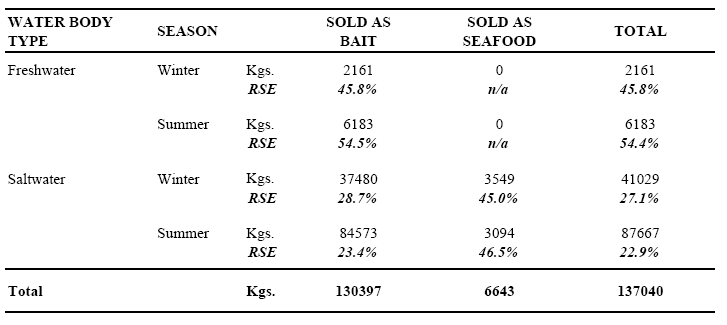 WATER BODY TYPE SEASON SOLD AS BAIT SOLD AS SEAFOOD TOTAL
Freshwater Winter Kgs. 2161 0 2161
RSE 45.8% n/a 45.8%
Summer Kgs. 6183 0 6183
RSE 54.5% n/a 54.4%
Saltwater Winter Kgs. 37480 3549 41029
RSE 28.7% 45.0% 27.1%
Summer Kgs. 84573 3094 87667
RSE 23.4% 46.5% 22.9%
Total Kgs. 130397 6643 137040